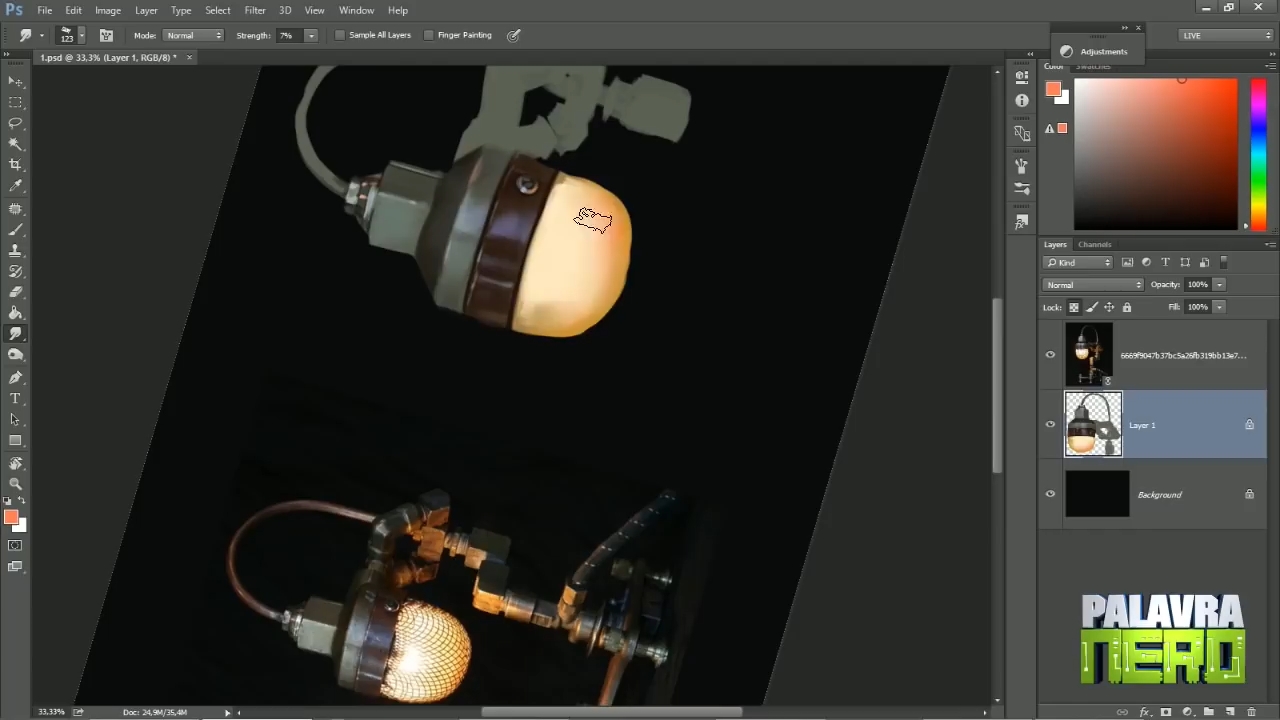 Ps File Edit Image Layer Type Select Filter 3D View Window Help
123 Mode: Normal Strength: 7% Sample All Layers Finger Painting LIVE
Adjustments
1.psd @ 33,3% (Layer 1, RGB/8) *
Color Swatches
Layers Channels
Kind
Normal Opacity: 100%
Lock: Fill: 100%
6669f9047b37bc5a26fb319bb13e7...
Layer 1
Background
PALAVRA
NERD
33,33% Doc: 24,9M/35,4M